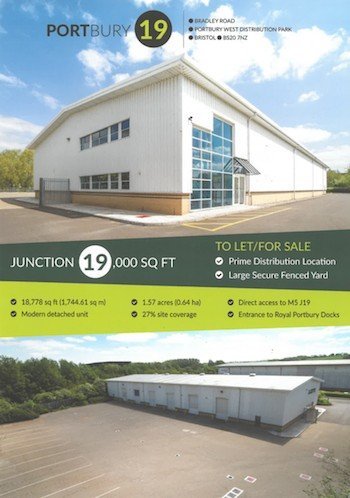 PORTBURY 19
BRADLEY ROAD
PORTBURY WEST DISTRIBUTION PARK
BRISTOL ● BS20 7NZ
JUNCTION 19,000 SQ FT
TO LET/FOR SALE
Prime Distribution Location
Large Secure Fenced Yard
18,778 sq ft (1,744.61 sq m)
Modern detached unit
1.57 acres (0.64 ha)
27% site coverage
Direct access to M5 J19
Entrance to Royal Portbury Docks